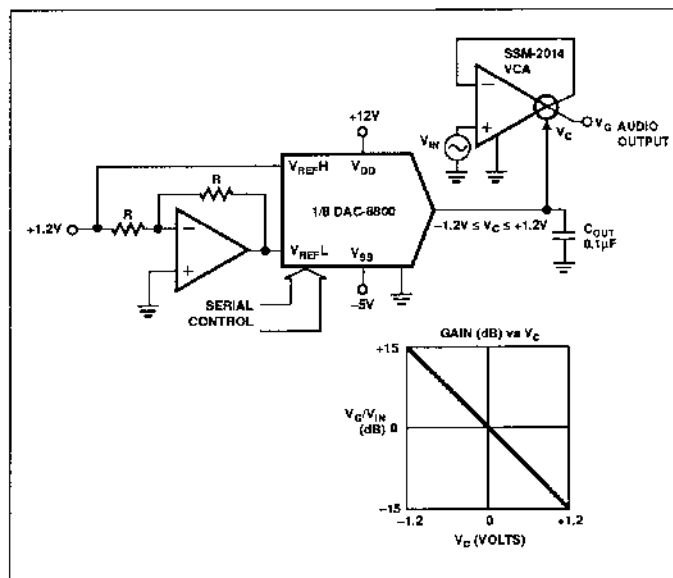 SSM-2014
VCA
−
+
V_IN
V_C
V_G AUDIO
OUTPUT
+12V
V_REFH V_DD
1/8 DAC-8800
V_REFL V_SS
−5V
R
+1.2V R
−
+
SERIAL
CONTROL
−1.2V ≤ V_C ≤ +1.2V
C_OUT
0.1µF
GAIN (dB) vs V_C
+15
V_G/V_IN
(dB) 0
−15
−1.2 0 +1.2
V_C (VOLTS)